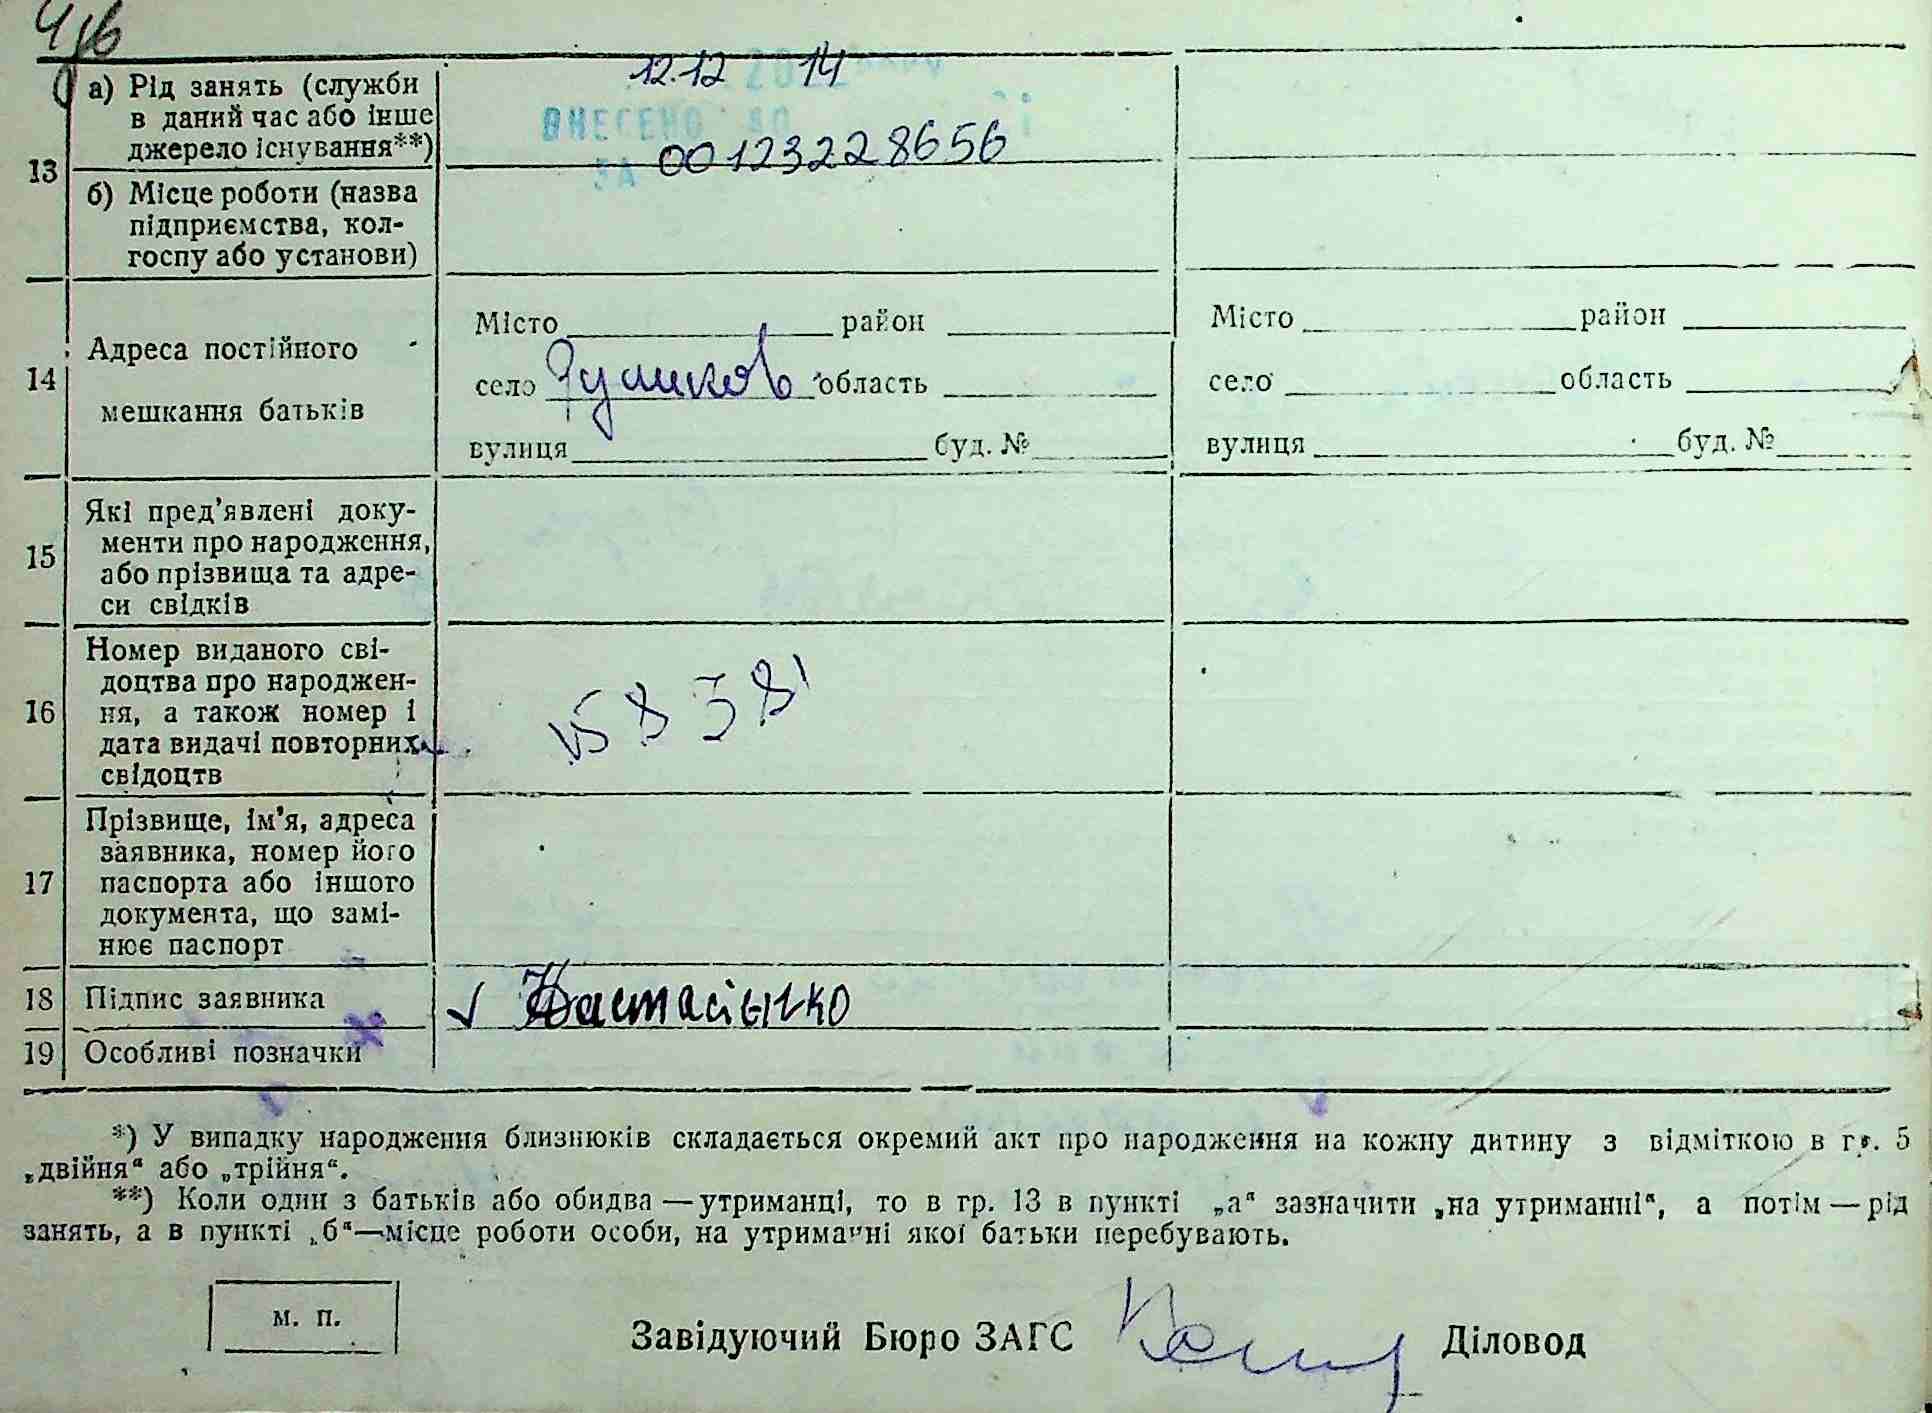 а) Рід занять (служби
в даний час або інше
джерело існування**)
12.12 14
ВНЕСЕНО ДО
ЗА 00123228656
13
б) Місце роботи (назва
підприємства, кол-
госпу або установи)
14
Адреса постійного
мешкання батьків
Місто район
село область
вулиця буд. №
Місто район
село область
вулиця буд. №
15
Які пред’явлені доку-
менти про народження,
або прізвища та адре-
си свідків
16
Номер виданого сві-
доцтва про народжен-
ня, а також номер і
дата видачі повторних
свідоцтв
17
Прізвище, ім’я, адреса
заявника, номер його
паспорта або іншого
документа, що замі-
нює паспорт
18 Підпис заявника Настасієнко
19 Особливі позначки
*) У випадку народження близнюків складається окремий акт про народження на кожну дитину з відміткою в гр. 5
„двійня“ або „трійня“.
**) Коли один з батьків або обидва — утриманці, то в гр. 13 в пункті „а“ зазначити „на утриманні“, а потім — рід
занять, а в пункті „б“ — місце роботи особи, на утриманні якої батьки перебувають.
м. п.
Завідуючий Бюро ЗАГС Діловод